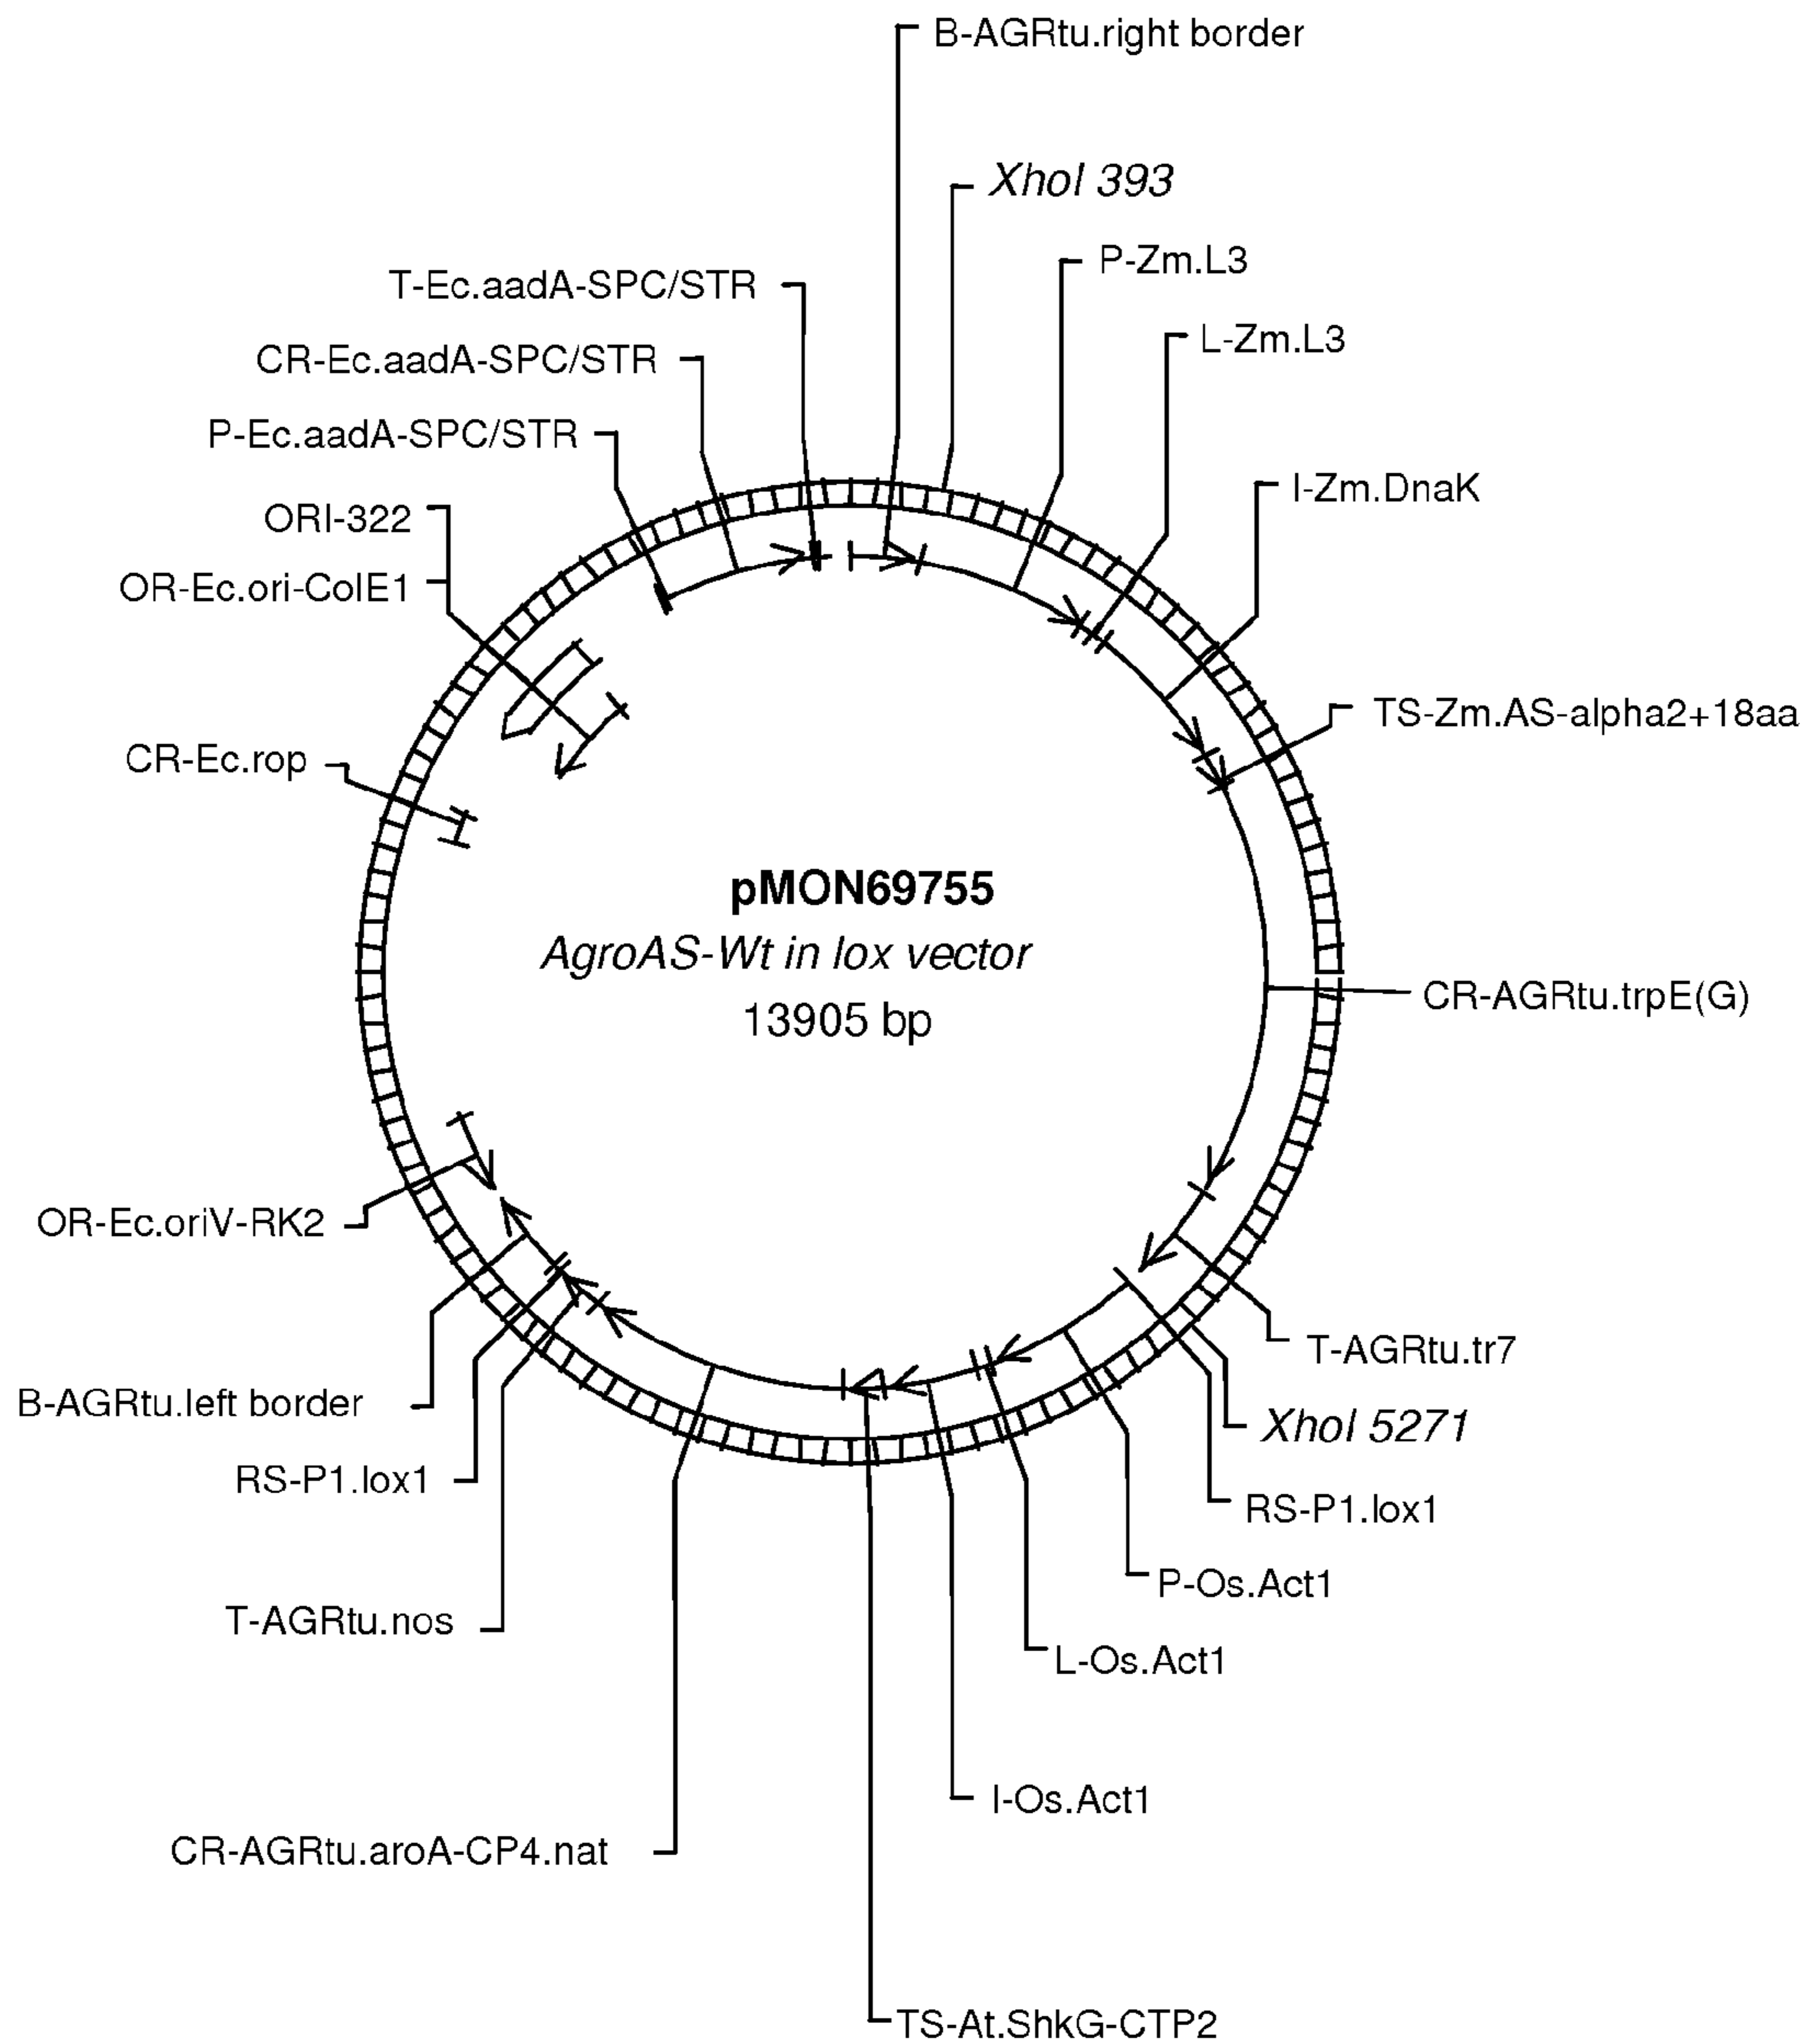 B-AGRtu.right border
XhoI 393
P-Zm.L3
T-Ec.aadA-SPC/STR
L-Zm.L3
CR-Ec.aadA-SPC/STR
P-Ec.aadA-SPC/STR
I-Zm.DnaK
ORI-322
OR-Ec.ori-ColE1
TS-Zm.AS-alpha2+18aa
CR-Ec.rop
pMON69755
AgroAS-Wt in lox vector
13905 bp
CR-AGRtu.trpE(G)
OR-Ec.oriV-RK2
T-AGRtu.tr7
B-AGRtu.left border
XhoI 5271
RS-P1.lox1
RS-P1.lox1
P-Os.Act1
T-AGRtu.nos
L-Os.Act1
I-Os.Act1
CR-AGRtu.aroA-CP4.nat
TS-At.ShkG-CTP2